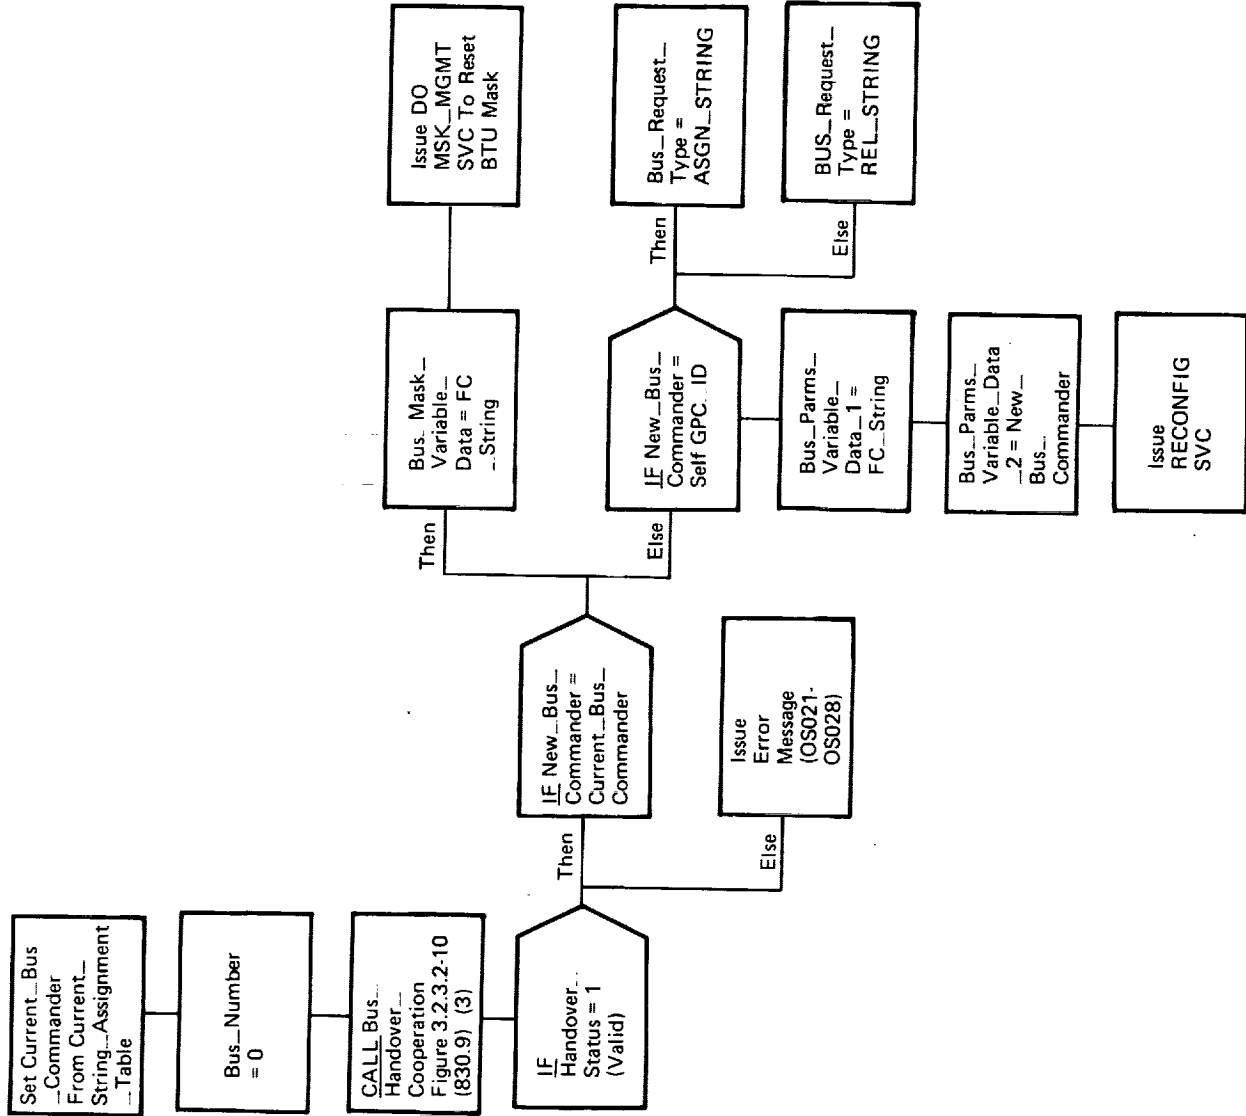 Set Current_Bus
_Commander
From Current_
String_Assignment
_Table
Bus_Number
= 0
CALL Bus_
Handover_
Cooperation
Figure 3.2.3.2-10
(830.9) (3)
IF
Handover_
Status = 1
(Valid)
Then
Else
IF New_Bus_
Commander =
Current_Bus_
Commander
Issue
Error
Message
(OS021-
OS028)
Then
Else
Bus_Mask_
Variable_
Data = FC
_String
Issue DO
MSK_MGMT
SVC To Reset
BTU Mask
IF New_Bus_
Commander =
Self GPC_ID
Then
Else
Bus_Request_
Type =
ASGN_STRING
BUS_Request_
Type =
REL_STRING
Bus_Parms_
Variable_
Data_1 =
FC_String
Bus_Parms_
Variable_Data
_2 = New_
Bus_
Commander
Issue
RECONFIG
SVC